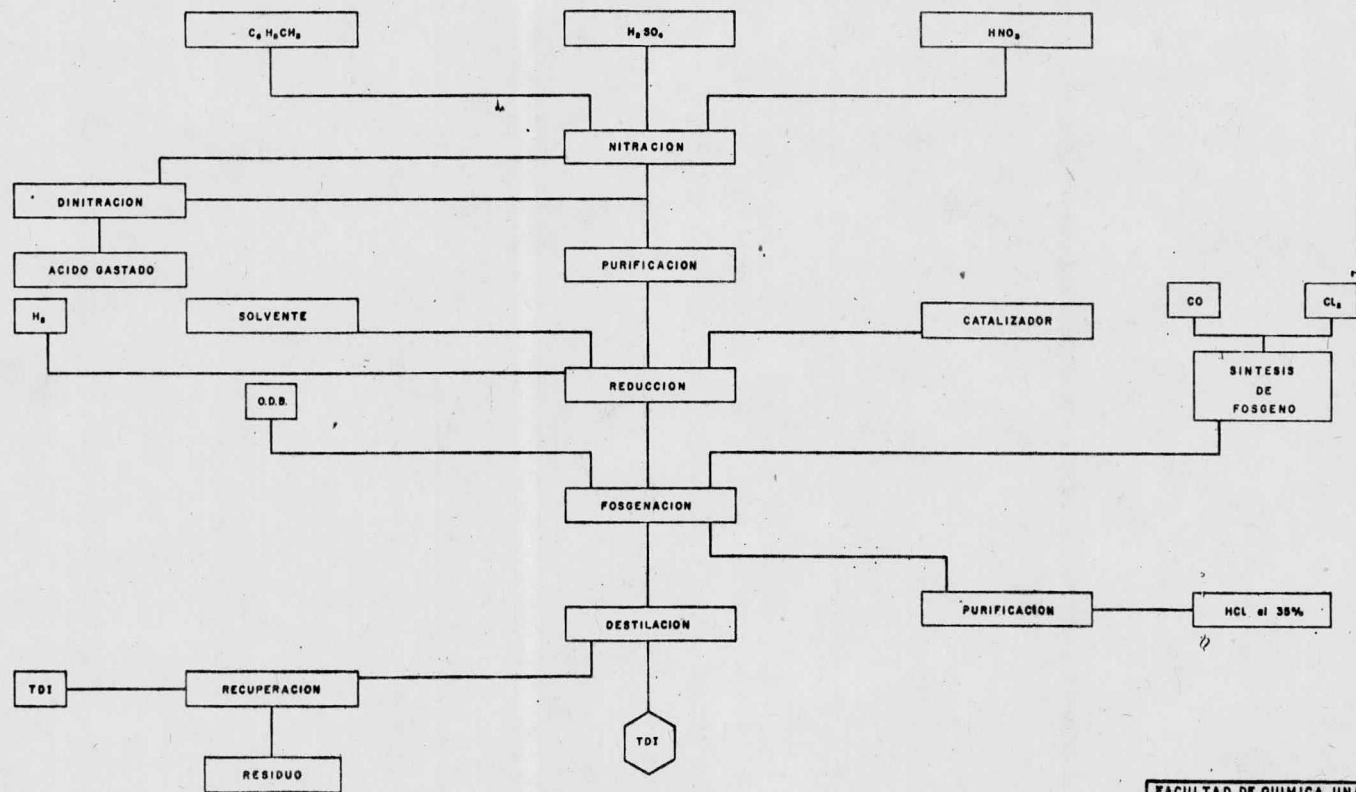 C₆H₅CH₃
H₂SO₄
HNO₃
NITRACION
DINITRACION
ACIDO GASTADO
PURIFICACION
H₂
SOLVENTE
CATALIZADOR
CO
CL₂
REDUCCION
SINTESIS
DE
FOSGENO
O.D.B.
FOSGENACION
DESTILACION
PURIFICACION
HCL al 35%
TDI
RECUPERACION
TDI
RESIDUO
FACULTAD DE QUIMICA